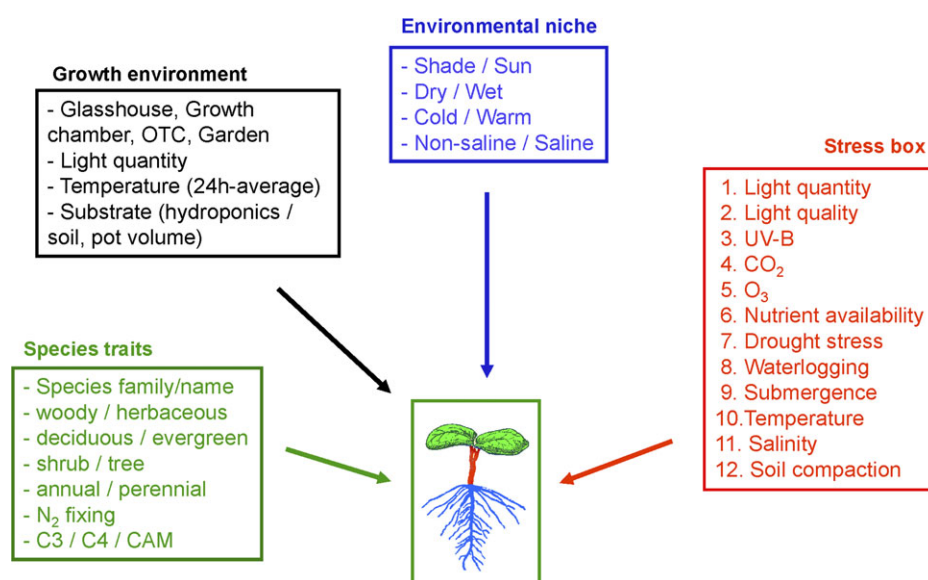 Environmental niche
- Shade / Sun
- Dry / Wet
- Cold / Warm
- Non-saline / Saline
Growth environment
- Glasshouse, Growth
chamber, OTC, Garden
- Light quantity
- Temperature (24h-average)
- Substrate (hydroponics /
soil, pot volume)
Stress box
1. Light quantity
2. Light quality
3. UV-B
4. CO₂
5. O₃
6. Nutrient availability
7. Drought stress
8. Waterlogging
9. Submergence
10.Temperature
11. Salinity
12. Soil compaction
Species traits
- Species family/name
- woody / herbaceous
- deciduous / evergreen
- shrub / tree
- annual / perennial
- N₂ fixing
- C3 / C4 / CAM